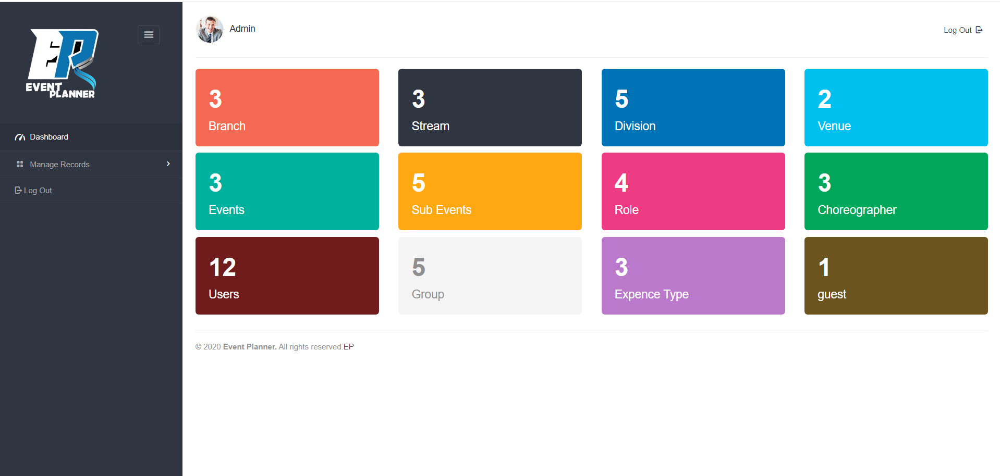 EP
EVENT
PLANNER
Dashboard
Manage Records
Log Out
Admin
Log Out
3
Branch
3
Stream
5
Division
2
Venue
3
Events
5
Sub Events
4
Role
3
Choreographer
12
Users
5
Group
3
Expence Type
1
guest
© 2020 Event Planner. All rights reserved.EP